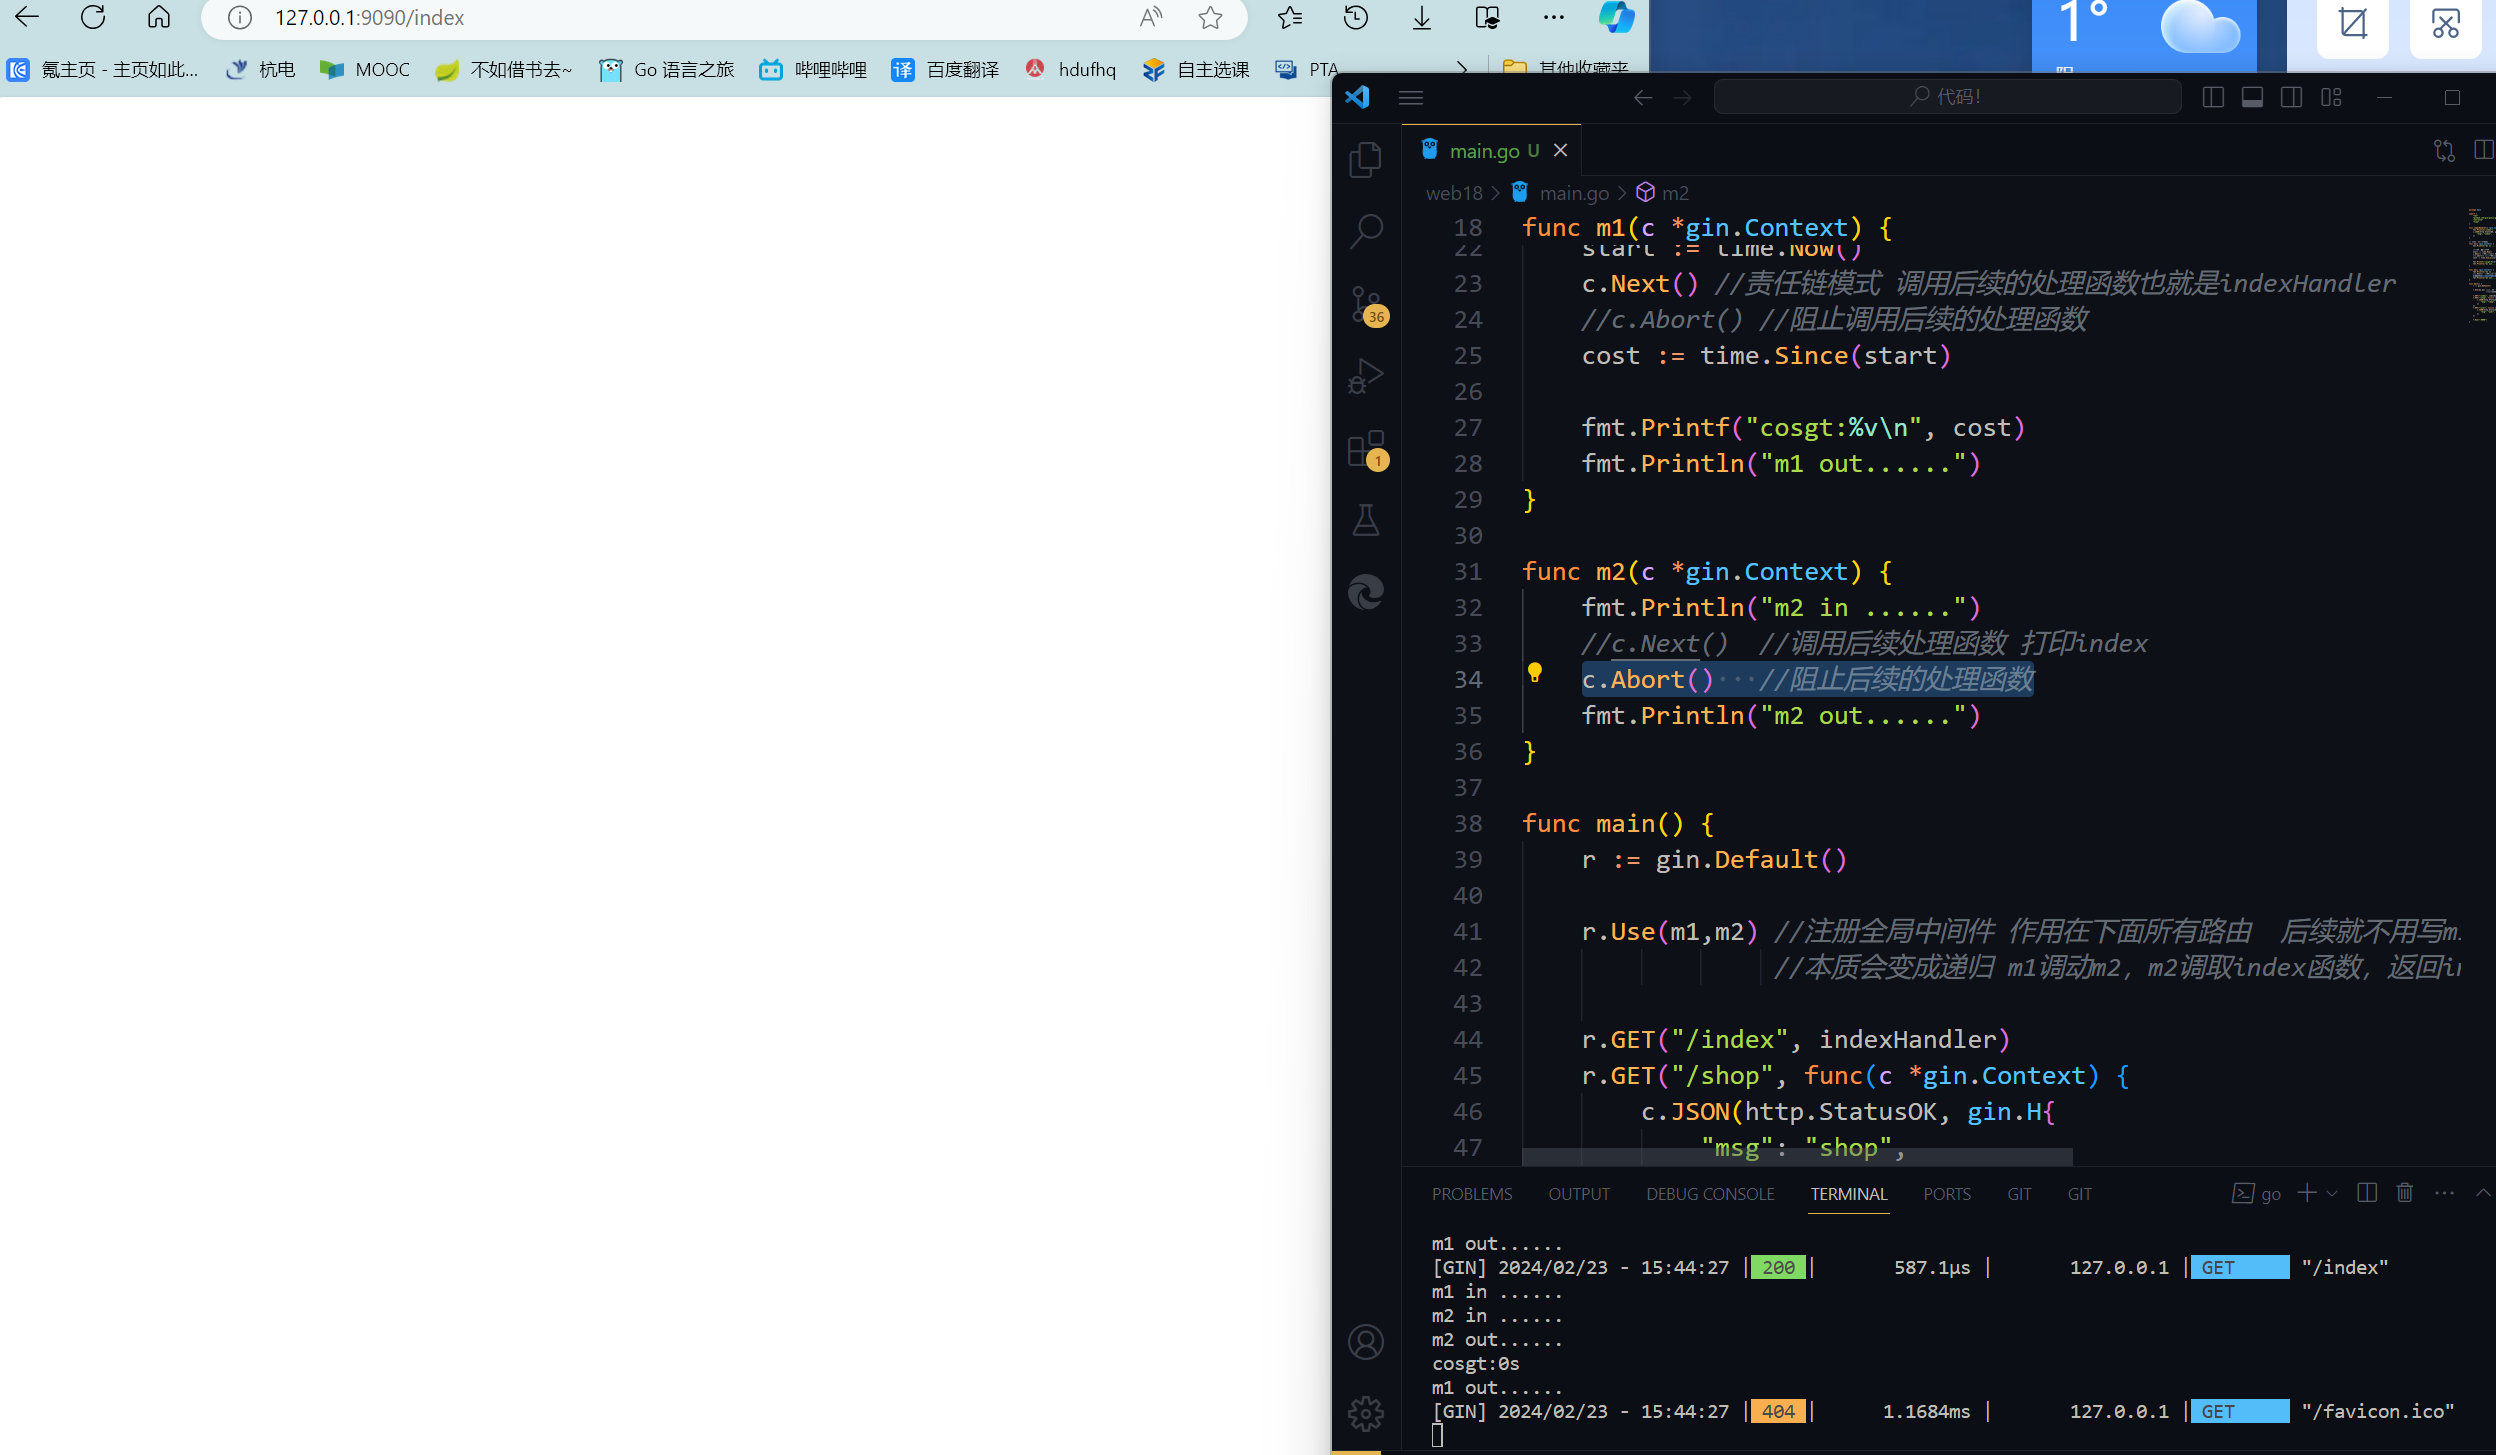 127.0.0.1:9090/index
氪主页 - 主页如此...
杭电
MOOC
不如借书去~
Go 语言之旅
哔哩哔哩
译 百度翻译
hdufhq
自主选课
PTA
其他收藏夹
1°
代码!
main.go U
web18 > main.go > m2
18 func m1(c *gin.Context) {
22 start := time.Now()
23 c.Next() //责任链模式 调用后续的处理函数也就是indexHandler
24 //c.Abort() //阻止调用后续的处理函数
25 cost := time.Since(start)
26
27 fmt.Printf("cosgt:%v\n", cost)
28 fmt.Println("m1 out......")
29 }
30
31 func m2(c *gin.Context) {
32 fmt.Println("m2 in ......")
33 //c.Next()  //调用后续处理函数 打印index
34 c.Abort()   //阻止后续的处理函数
35 fmt.Println("m2 out......")
36 }
37
38 func main() {
39 r := gin.Default()
40
41 r.Use(m1,m2) //注册全局中间件 作用在下面所有路由  后续就不用写m
42 //本质会变成递归 m1调动m2, m2调取index函数, 返回i
43
44 r.GET("/index", indexHandler)
45 r.GET("/shop", func(c *gin.Context) {
46 c.JSON(http.StatusOK, gin.H{
47 "msg": "shop",
36
1
PROBLEMS OUTPUT DEBUG CONSOLE TERMINAL PORTS GIT GIT go
m1 out......
[GIN] 2024/02/23 - 15:44:27 | 200 | 587.1µs | 127.0.0.1 | GET "/index"
m1 in ......
m2 in ......
m2 out......
cosgt:0s
m1 out......
[GIN] 2024/02/23 - 15:44:27 | 404 | 1.1684ms | 127.0.0.1 | GET "/favicon.ico"